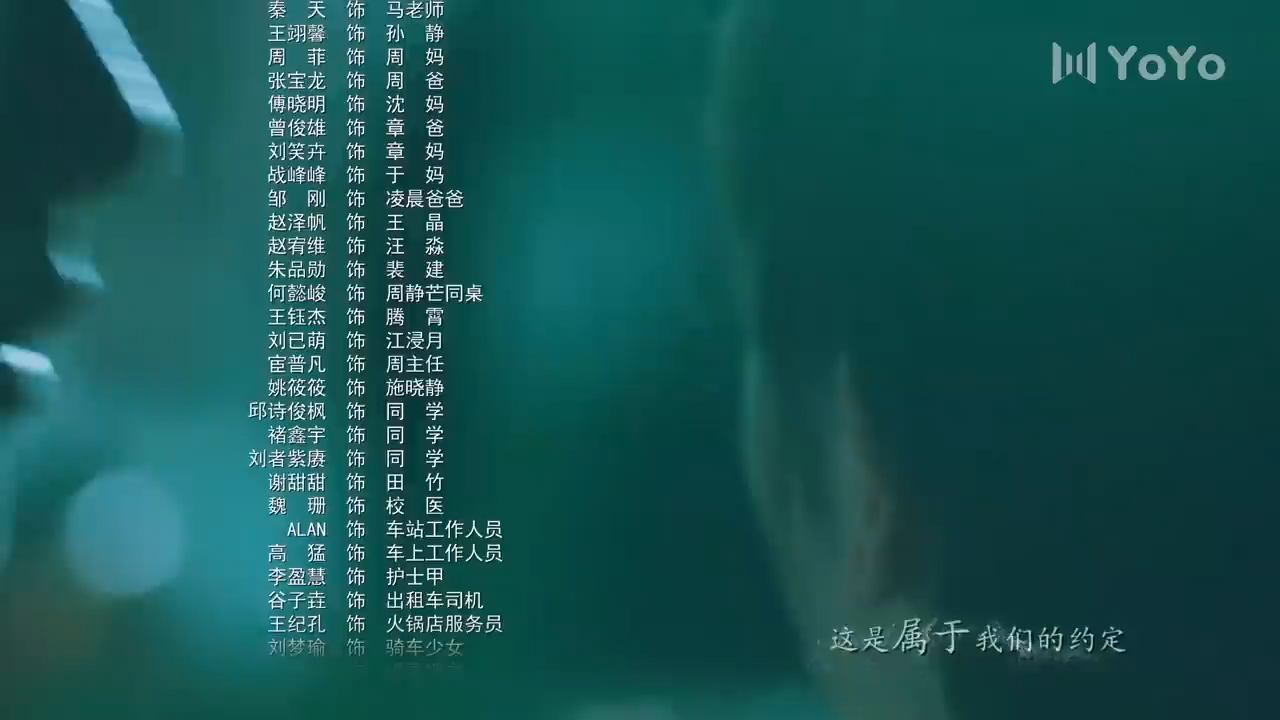 秦　天　饰　马老师
王翊馨　饰　孙　静
周　菲　饰　周　妈
张宝龙　饰　周　爸
傅晓明　饰　沈　妈
曾俊雄　饰　章　爸
刘笑卉　饰　章　妈
战峰峰　饰　于　妈
邹　刚　饰　凌晨爸爸
赵泽帆　饰　王　晶
赵宥维　饰　汪　淼
朱品勋　饰　裴　建
何懿峻　饰　周静芒同桌
王钰杰　饰　腾　霄
刘已萌　饰　江浸月
宦普凡　饰　周主任
姚筱筱　饰　施晓静
邱诗俊枫　饰　同　学
褚鑫宇　饰　同　学
刘者紫赓　饰　同　学
谢甜甜　饰　田　竹
魏　珊　饰　校　医
ALAN　饰　车站工作人员
高　猛　饰　车上工作人员
李盈慧　饰　护士甲
谷子垚　饰　出租车司机
王纪孔　饰　火锅店服务员
刘梦瑜　饰　骑车少女
YoYo
这是属于我们的约定